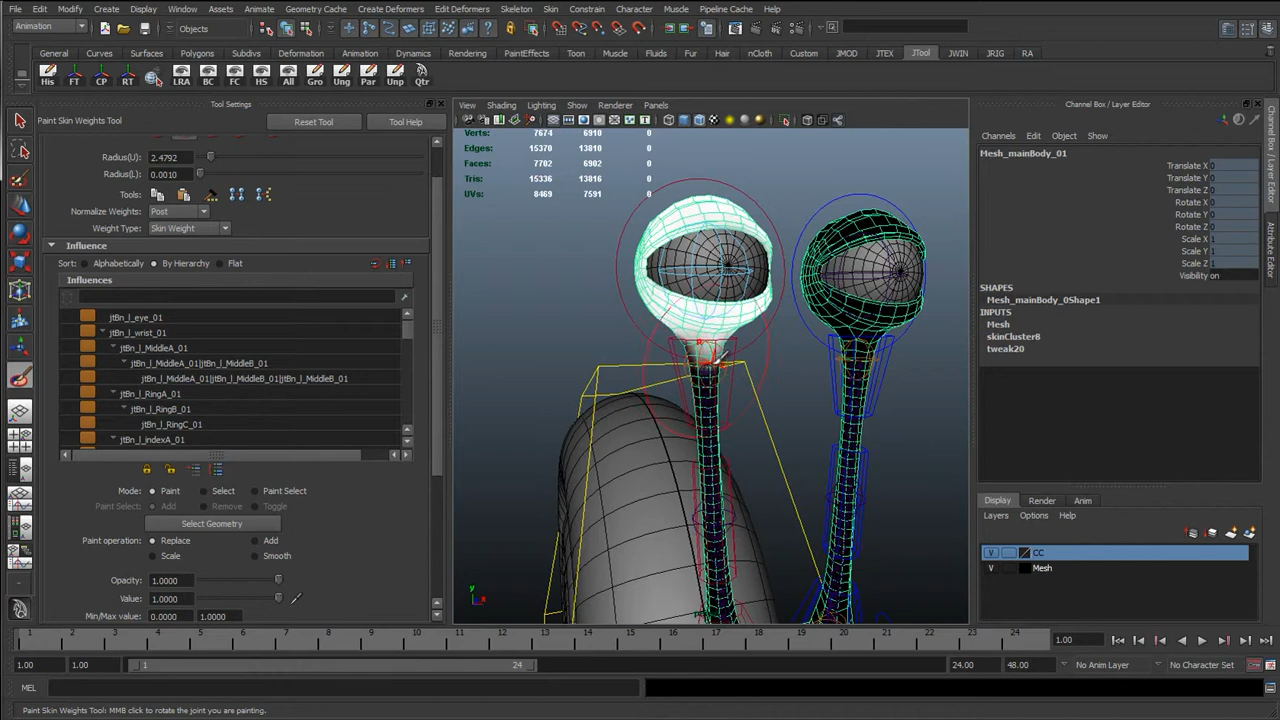 File Edit Modify Create Display Window Assets Animate Geometry Cache Create Deformers Edit Deformers Skeleton Skin Constrain Character Muscle Pipeline Cache Help
Animation Objects
General Curves Surfaces Polygons Subdivs Deformation Animation Dynamics Rendering PaintEffects Toon Muscle Fluids Fur Hair nCloth Custom JMOD JTEX JTool JWIN JRIG RA
His FT CP RT LRA BC FC HS All Gro Ung Par Unp Qtr
Tool Settings
Paint Skin Weights Tool Reset Tool Tool Help
Radius(U): 2.4792
Radius(L): 0.0010
Tools:
Normalize Weights: Post
Weight Type: Skin Weight
Influence
Sort: Alphabetically By Hierarchy Flat
Influences
jtBn_l_eye_01
jtBn_l_wrist_01
jtBn_l_MiddleA_01
jtBn_l_MiddleA_01|jtBn_l_MiddleB_01
jtBn_l_MiddleA_01|jtBn_l_MiddleB_01|jtBn_l_MiddleB_01
jtBn_l_RingA_01
jtBn_l_RingB_01
jtBn_l_RingC_01
jtBn_l_indexA_01
Mode: Paint Select Paint Select
Paint Select: Add Remove Toggle
Select Geometry
Paint operation: Replace Add
Scale Smooth
Opacity: 1.0000
Value: 1.0000
Min/Max value: 0.0000 1.0000
View Shading Lighting Show Renderer Panels
Verts: 7674 6910 0
Edges: 15370 13810 0
Faces: 7702 6902 0
Tris: 15336 13816 0
UVs: 8469 7591 0
Channel Box / Layer Editor
Channels Edit Object Show
Mesh_mainBody_01
Translate X 0
Translate Y 0
Translate Z 0
Rotate X 0
Rotate Y 0
Rotate Z 0
Scale X 1
Scale Y 1
Scale Z 1
Visibility on
SHAPES
Mesh_mainBody_0Shape1
INPUTS
Mesh
skinCluster8
tweak20
Display Render Anim
Layers Options Help
V CC
V Mesh
Channel Box / Layer Editor
Attribute Editor
1 2 3 4 5 6 7 8 9 10 11 12 13 14 15 16 17 18 19 20 21 22 23 24 1.00
1.00 1.00 1 24 24.00 48.00 No Anim Layer No Character Set
MEL
Paint Skin Weights Tool: MMB click to rotate the joint you are painting.